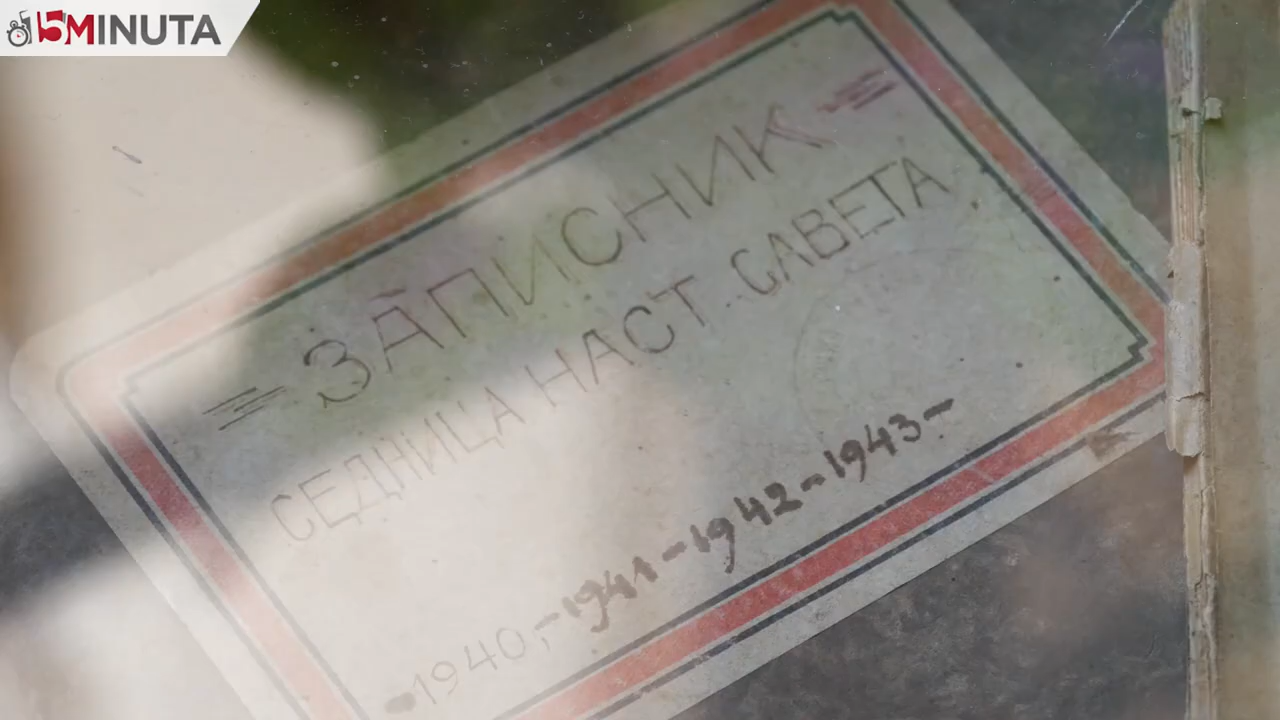 15MINUTA
= ЗАПИСНИК =
СЕДНИЦА НАСТ. САВЕТА
1940,-1941-1942-1943-